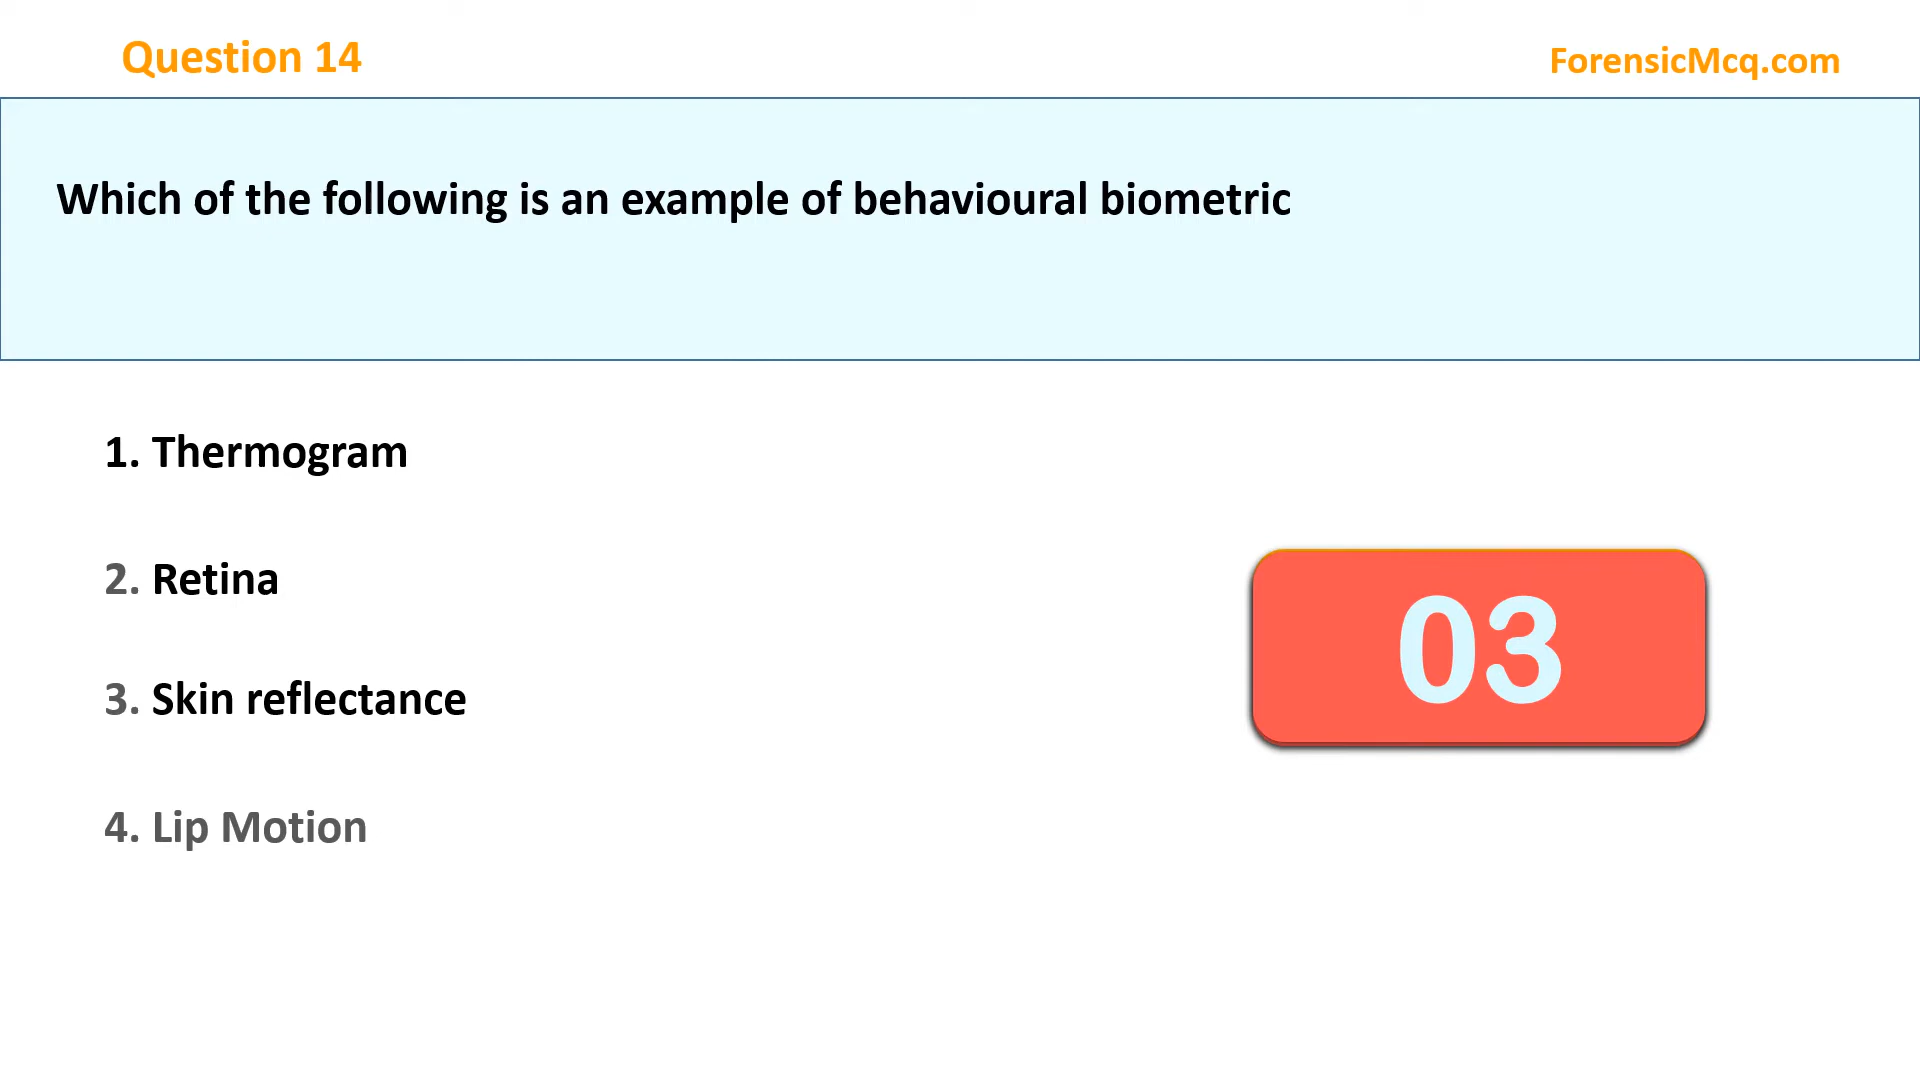 Question 14
ForensicMcq.com
Which of the following is an example of behavioural biometric
1. Thermogram
2. Retina
3. Skin reflectance
4. Lip Motion
03